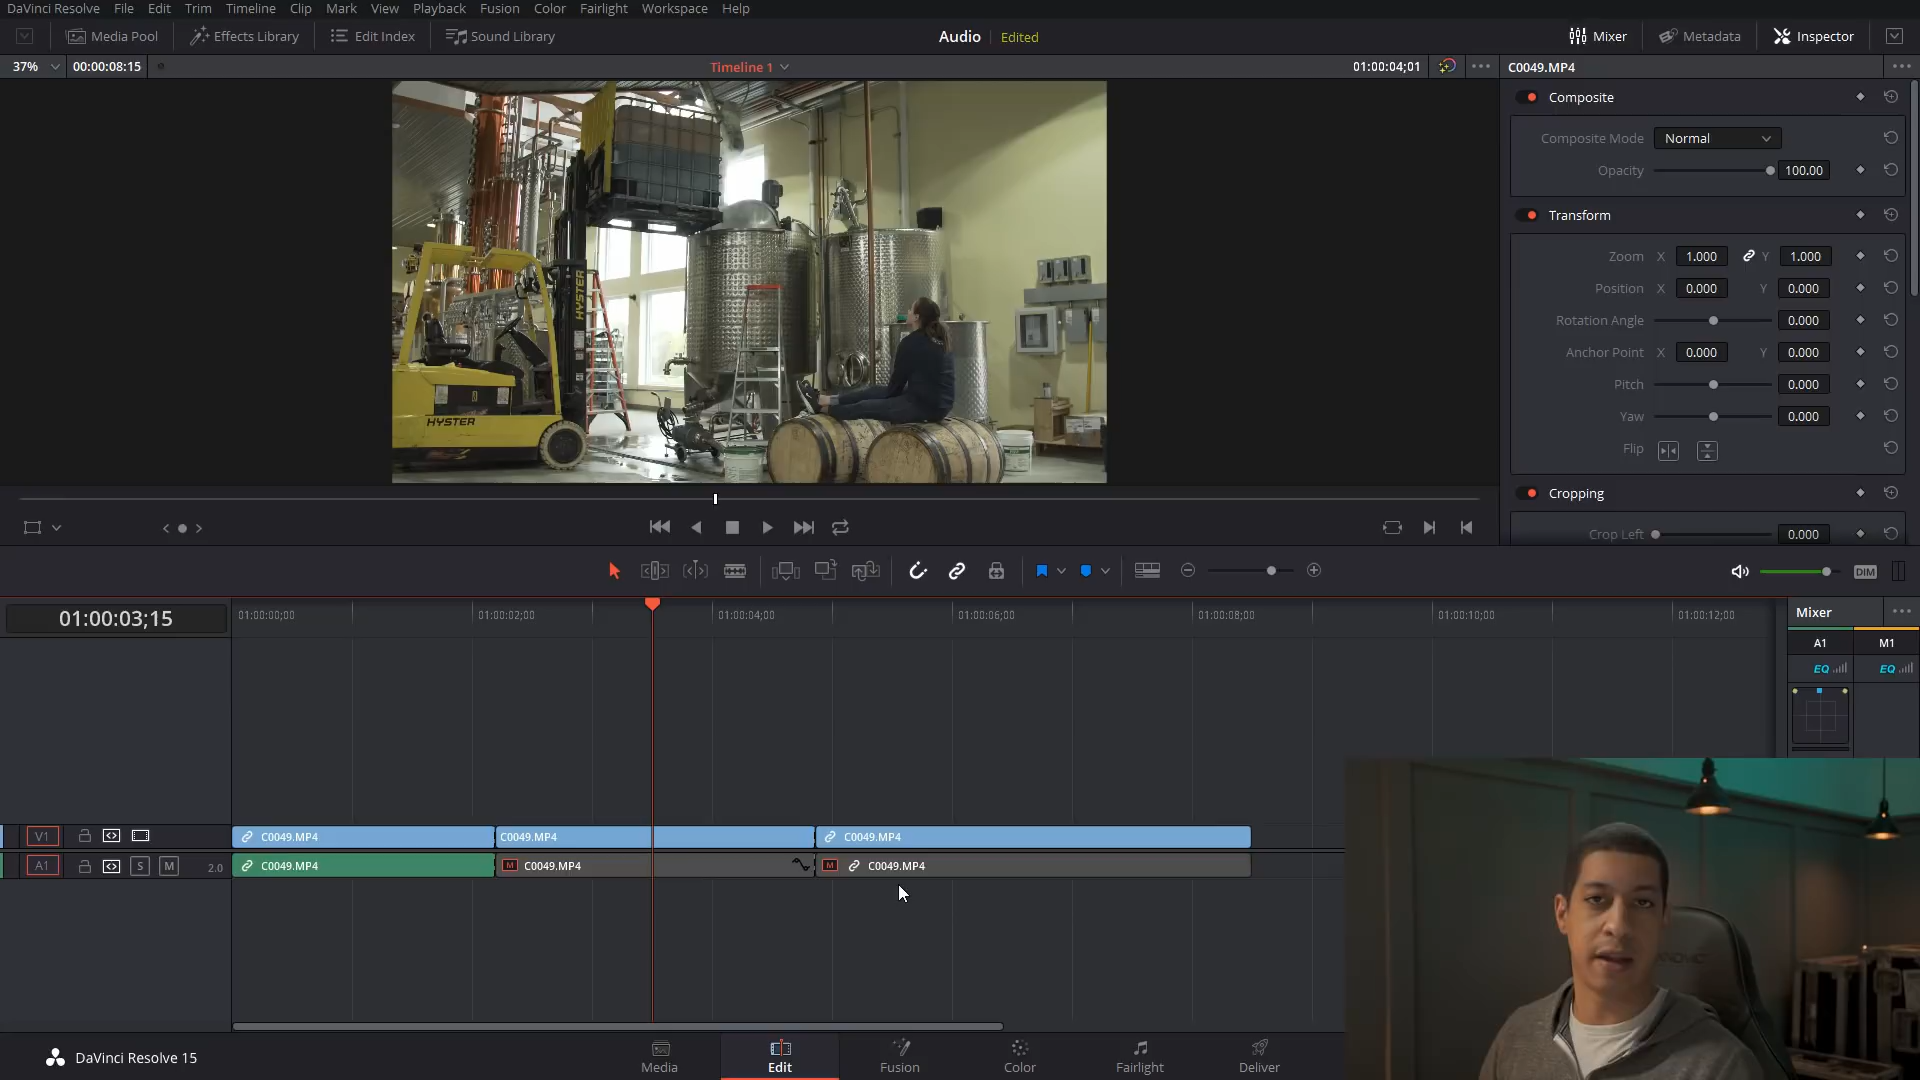 DaVinci Resolve File Edit Trim Timeline Clip Mark View Playback Fusion Color Fairlight Workspace Help
Media Pool Effects Library Edit Index Sound Library Audio Edited Mixer Metadata Inspector
37% 00:00:08:15 Timeline 1 01:00:04;01 C0049.MP4
Composite
Composite Mode Normal
Opacity 100.00
Transform
Zoom X 1.000 Y 1.000
Position X 0.000 Y 0.000
Rotation Angle 0.000
Anchor Point X 0.000 Y 0.000
Pitch 0.000
Yaw 0.000
Flip
Cropping
Crop Left 0.000
HYSTER
HYSTER
DIM
01:00:03;15 01:00:00;00 01:00:02;00 01:00:04;00 01:00:06;00 01:00:08;00 01:00:10;00 01:00:12;00
Mixer
A1 M1
EQ EQ
V1 C0049.MP4 C0049.MP4 C0049.MP4
A1 S M 2.0 C0049.MP4 M C0049.MP4 M C0049.MP4
DaVinci Resolve 15
Media Edit Fusion Color Fairlight Deliver